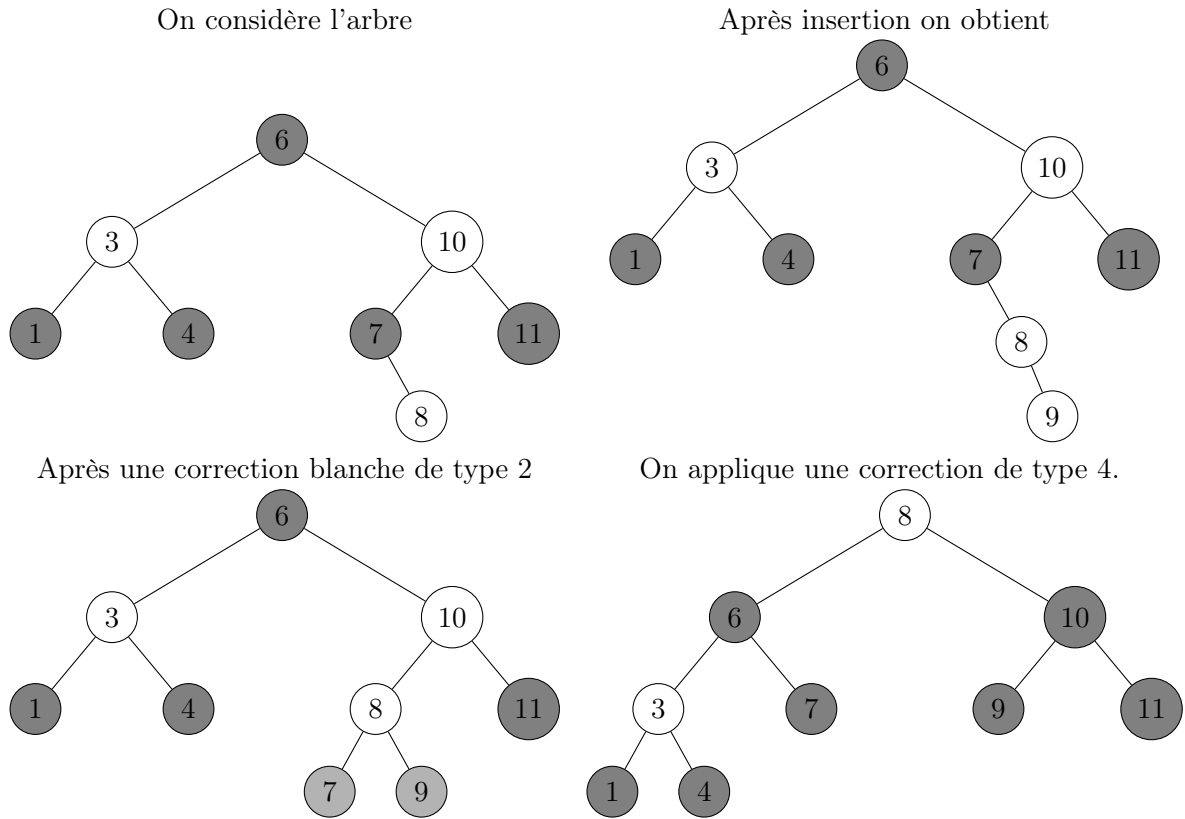 On considère l'arbre
6
3 10
1 4 7 11
8
Après insertion on obtient
6
3 10
1 4 7 11
8
9
Après une correction blanche de type 2
6
3 10
1 4 8 11
7 9
On applique une correction de type 4.
8
6 10
3 7 9 11
1 4